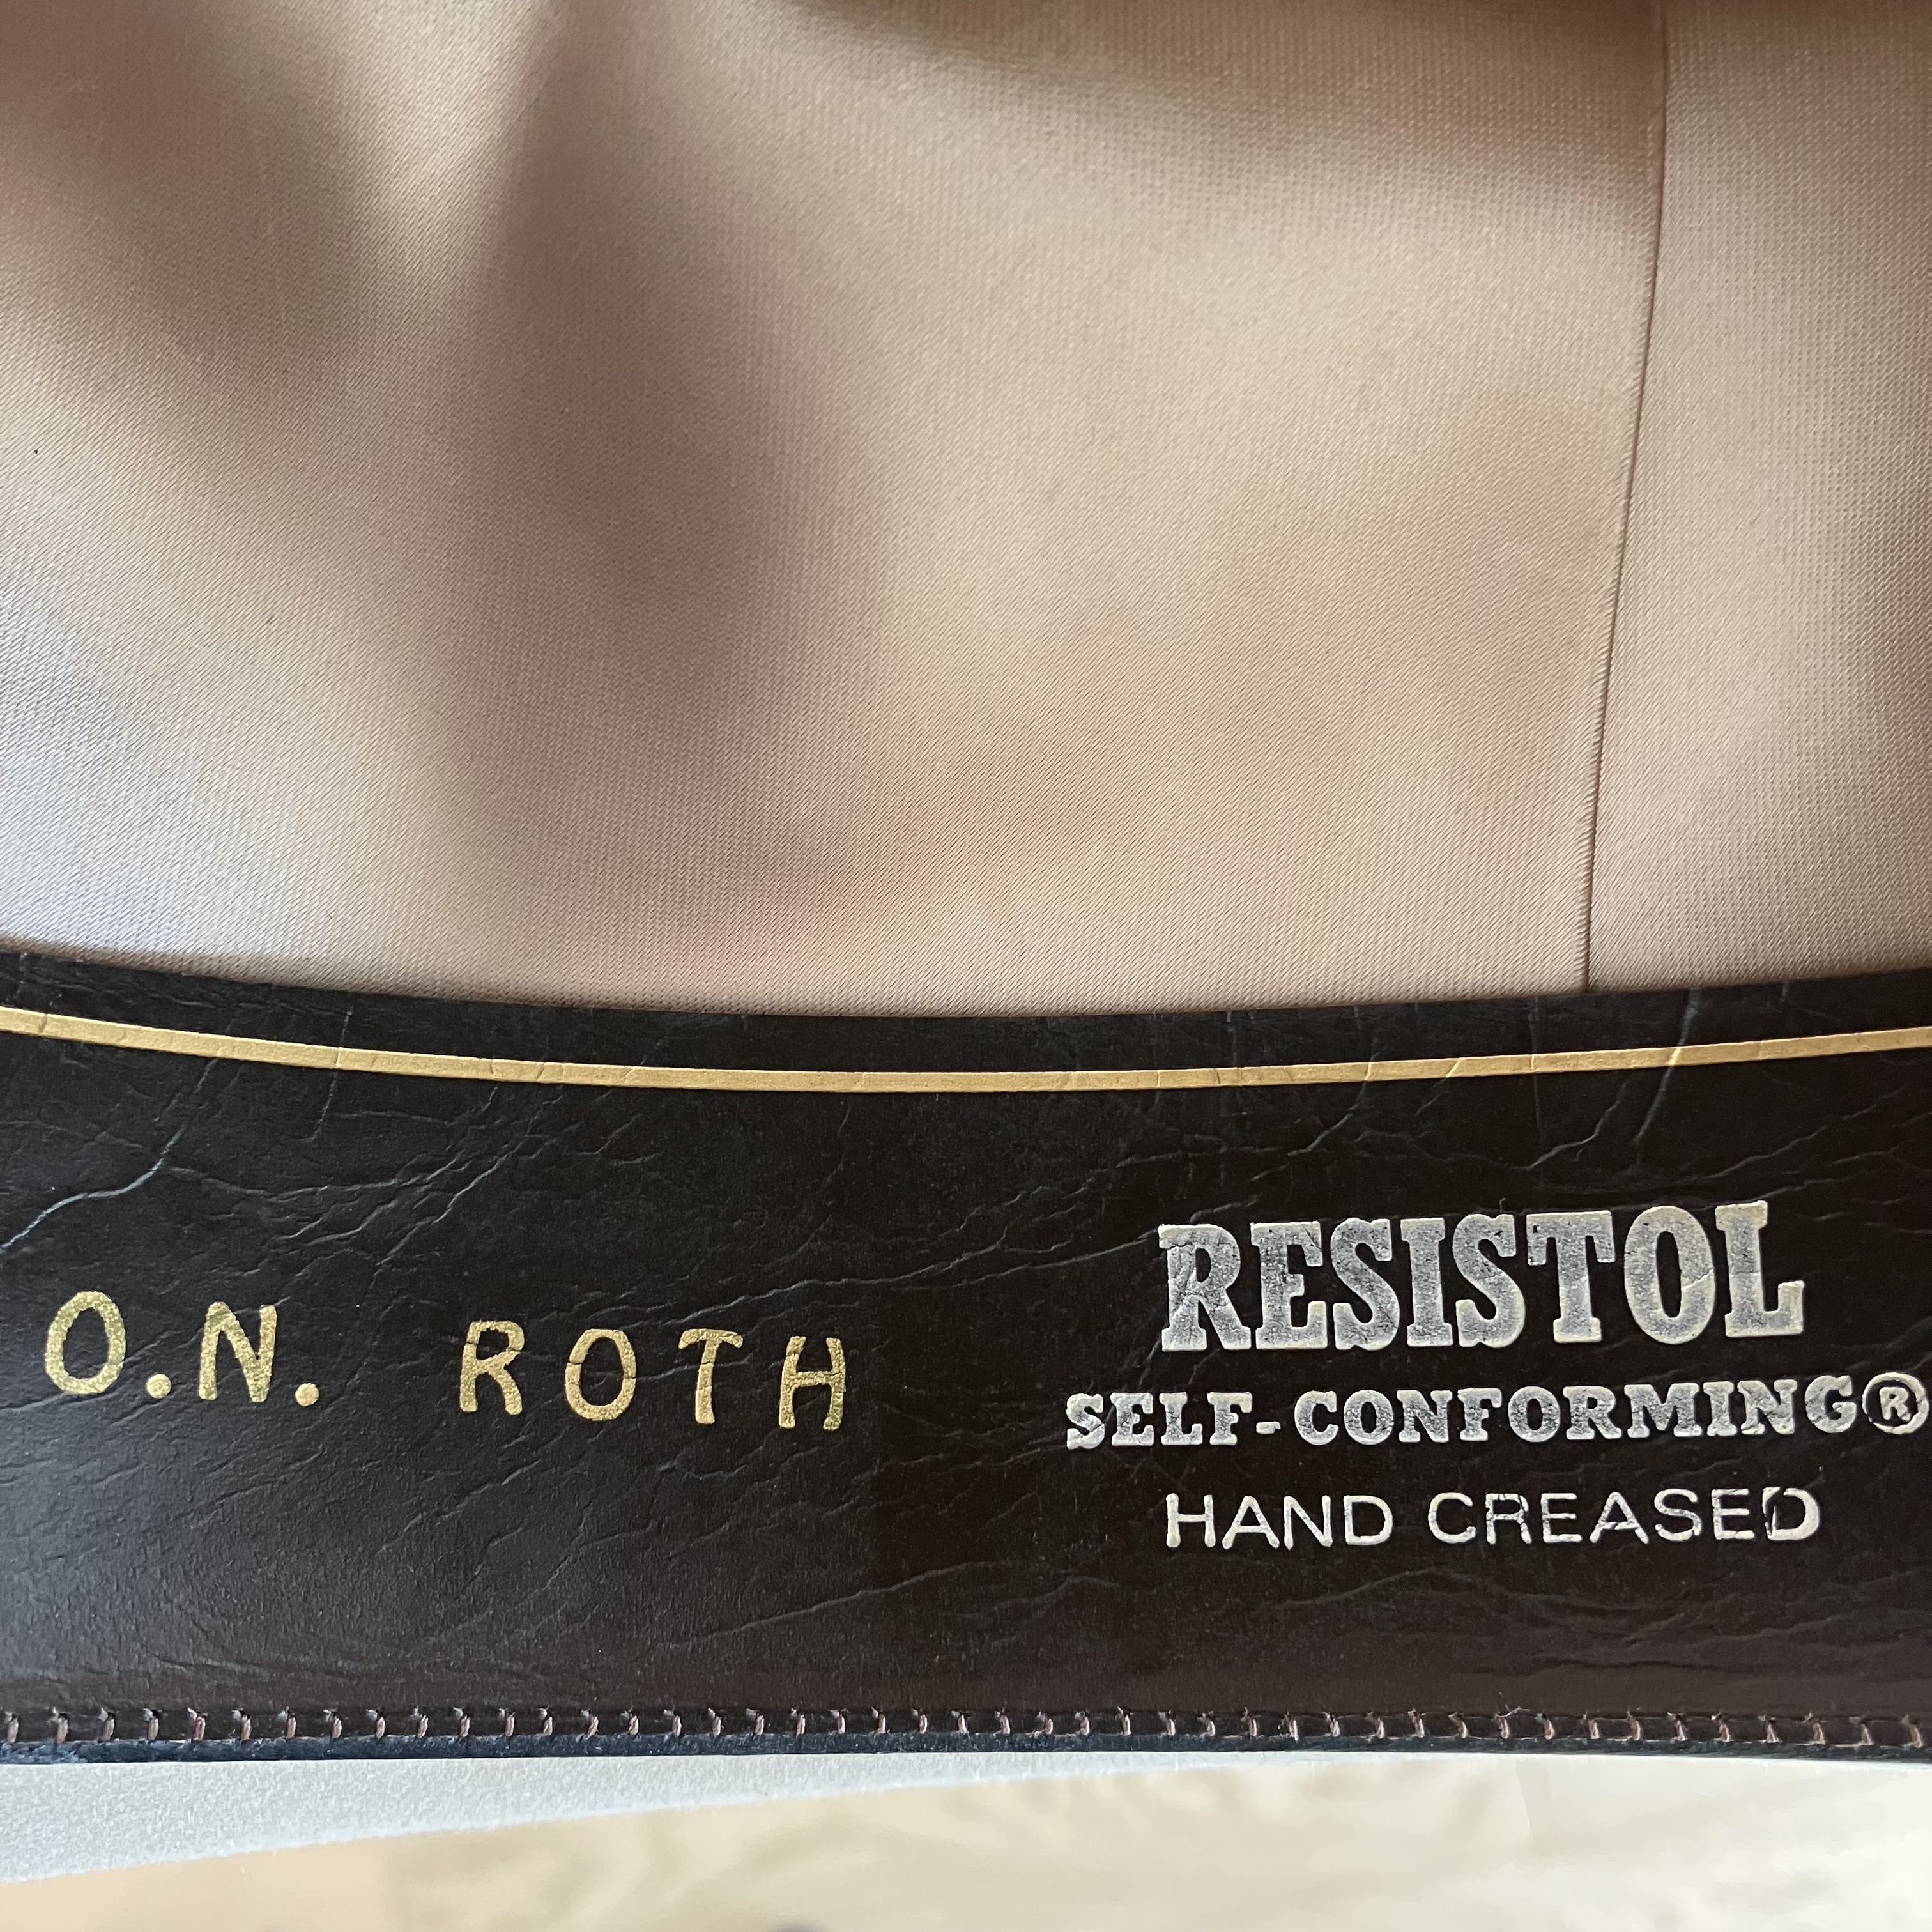 O.N. ROTH
RESISTOL
SELF-CONFORMING®
HAND CREASED